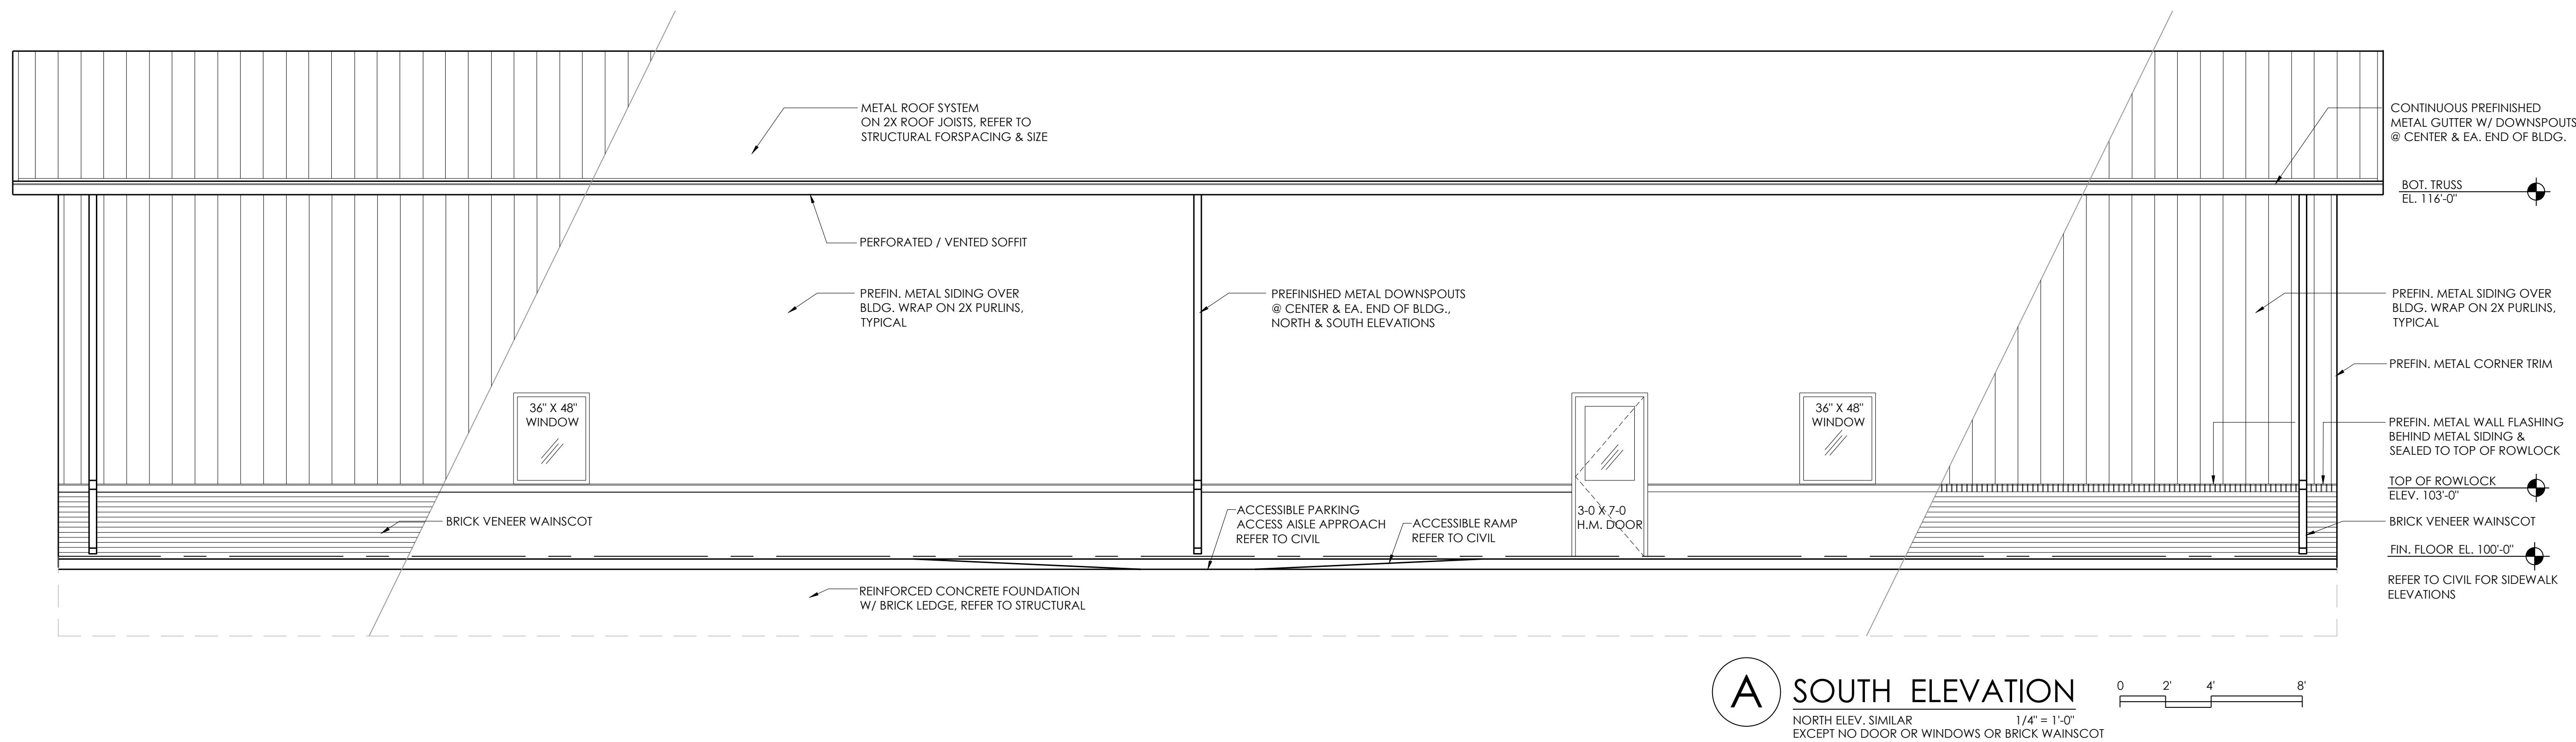 METAL ROOF SYSTEM
ON 2X ROOF JOISTS, REFER TO
STRUCTURAL FORSPACING & SIZE
CONTINUOUS PREFINISHED
METAL GUTTER W/ DOWNSPOUTS
@ CENTER & EA. END OF BLDG.
BOT. TRUSS
EL. 116'-0"
PERFORATED / VENTED SOFFIT
PREFIN. METAL SIDING OVER
BLDG. WRAP ON 2X PURLINS,
TYPICAL
PREFINISHED METAL DOWNSPOUTS
@ CENTER & EA. END OF BLDG.,
NORTH & SOUTH ELEVATIONS
PREFIN. METAL SIDING OVER
BLDG. WRAP ON 2X PURLINS,
TYPICAL
PREFIN. METAL CORNER TRIM
36" X 48"
WINDOW
36" X 48"
WINDOW
PREFIN. METAL WALL FLASHING
BEHIND METAL SIDING &
SEALED TO TOP OF ROWLOCK
TOP OF ROWLOCK
ELEV. 103'-0"
BRICK VENEER WAINSCOT
ACCESSIBLE PARKING
ACCESS AISLE APPROACH
REFER TO CIVIL
ACCESSIBLE RAMP
REFER TO CIVIL
3-0 X 7-0
H.M. DOOR
BRICK VENEER WAINSCOT
FIN. FLOOR EL. 100'-0"
REFER TO CIVIL FOR SIDEWALK
ELEVATIONS
REINFORCED CONCRETE FOUNDATION
W/ BRICK LEDGE, REFER TO STRUCTURAL
A
SOUTH ELEVATION
0 2' 4' 8'
NORTH ELEV. SIMILAR 1/4" = 1'-0"
EXCEPT NO DOOR OR WINDOWS OR BRICK WAINSCOT